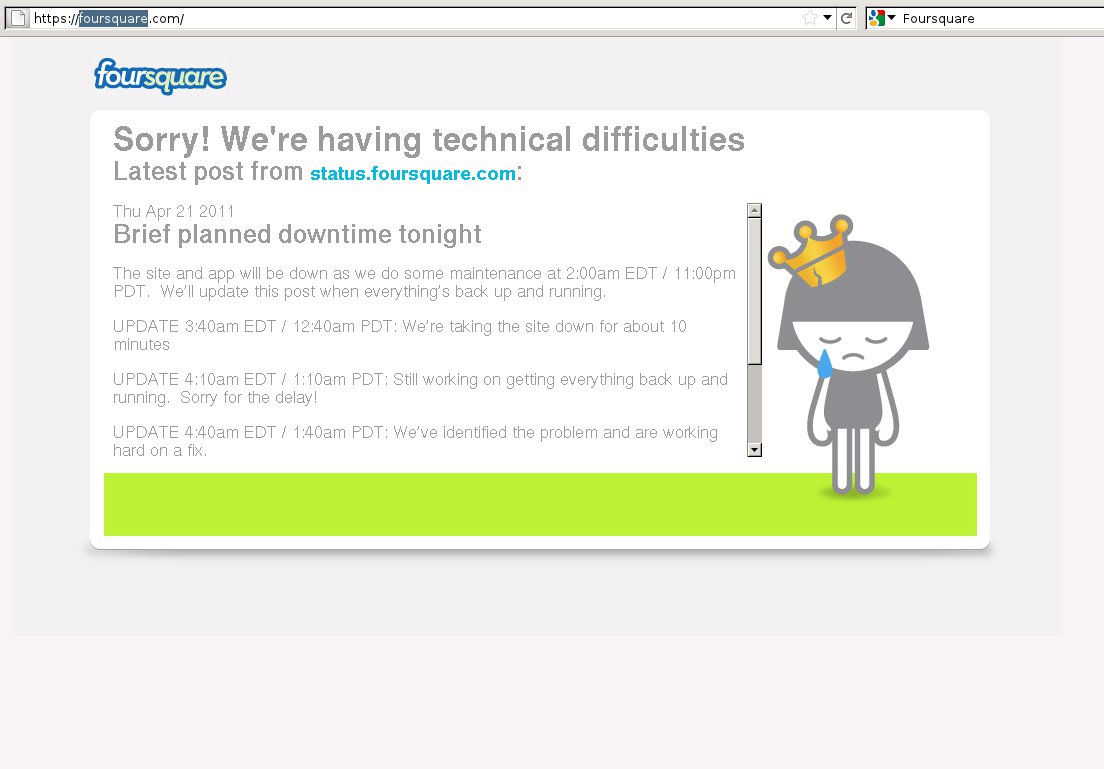 https://foursquare.com/
Foursquare
foursquare
Sorry! We're having technical difficulties
Latest post from status.foursquare.com:
Thu Apr 21 2011
Brief planned downtime tonight
The site and app will be down as we do some maintenance at 2:00am EDT / 11:00pm
PDT.  We’ll update this post when everything’s back up and running.
UPDATE 3:40am EDT / 12:40am PDT: We’re taking the site down for about 10
minutes
UPDATE 4:10am EDT / 1:10am PDT: Still working on getting everything back up and
running.  Sorry for the delay!
UPDATE 4:40am EDT / 1:40am PDT: We’ve identified the problem and are working
hard on a fix.